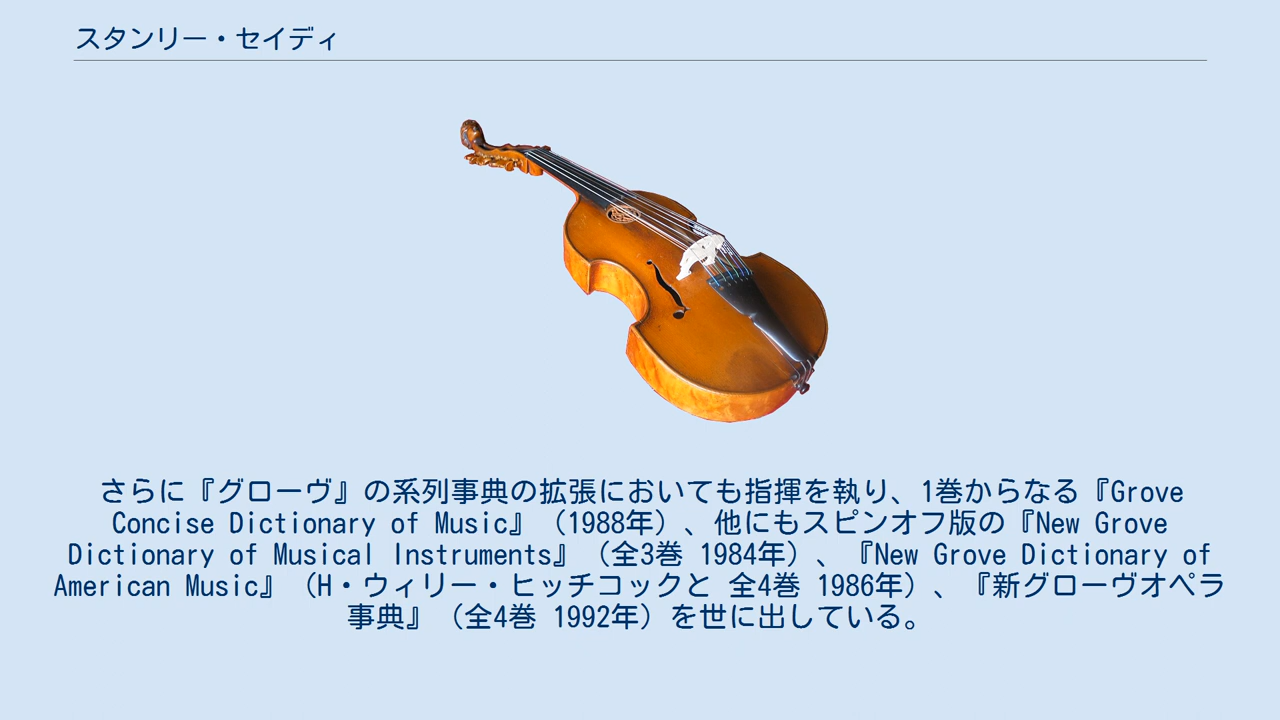 スタンリー・セイディ
さらに『グローヴ』の系列事典の拡張においても指揮を執り、1巻からなる『Grove
Concise Dictionary of Music』（1988年）、他にもスピンオフ版の『New Grove
Dictionary of Musical Instruments』（全3巻 1984年）、『New Grove Dictionary of
American Music』（H・ウィリー・ヒッチコックと 全4巻 1986年）、『新グローヴオペラ
事典』（全4巻 1992年）を世に出している。